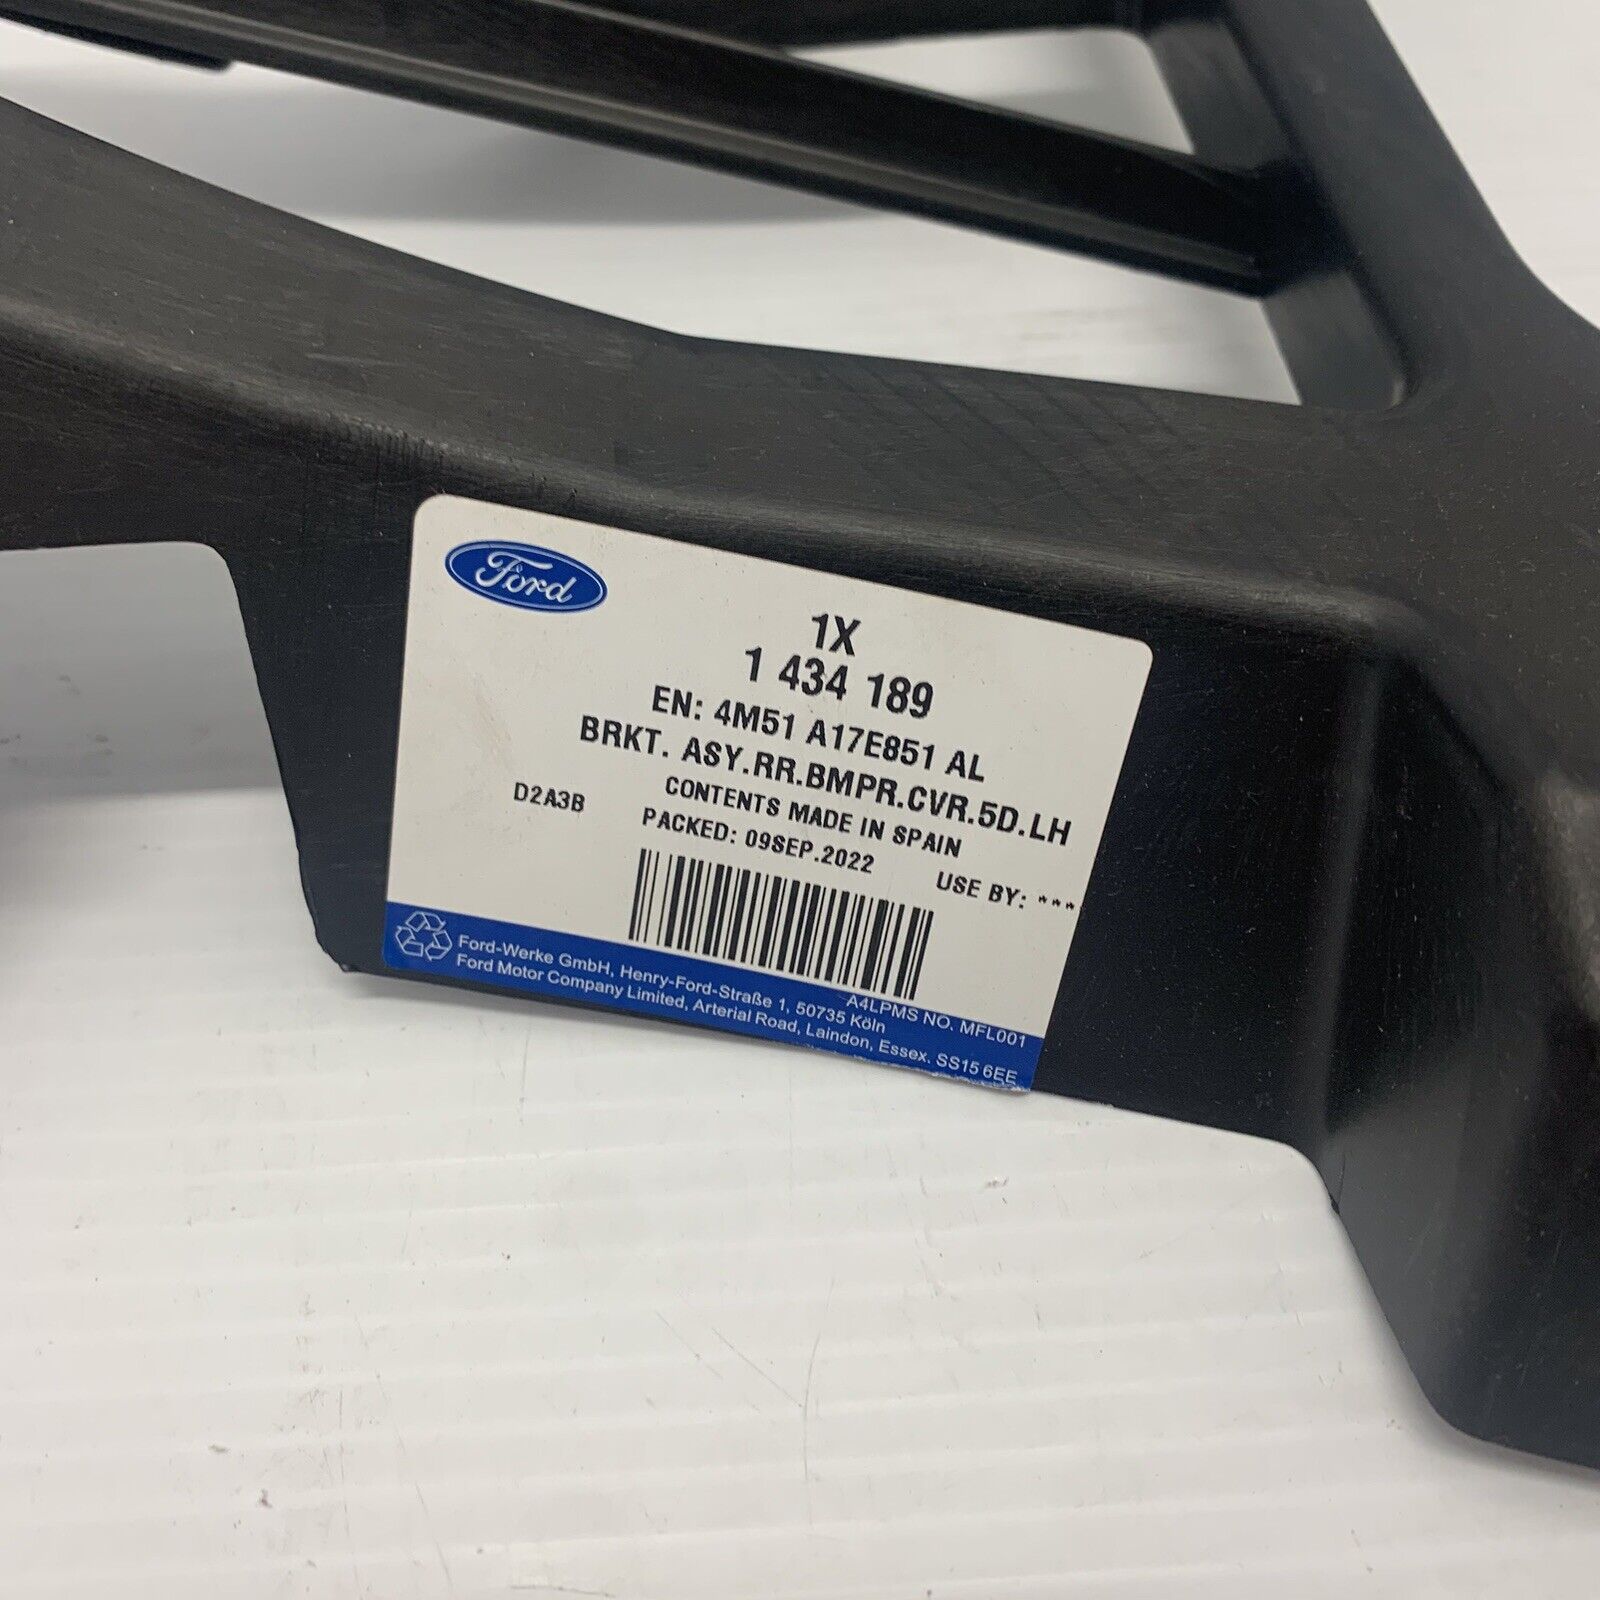 Ford
1X
1 434 189
EN: 4M51 A17E851 AL
BRKT. ASY.RR.BMPR.CVR.5D.LH
CONTENTS MADE IN SPAIN
D2A3B
PACKED: 09SEP.2022
USE BY: ***
A4LPMS NO. MFL001
Ford-Werke GmbH, Henry-Ford-Straße 1, 50735 Köln
Ford Motor Company Limited, Arterial Road, Laindon, Essex. SS15 6EE